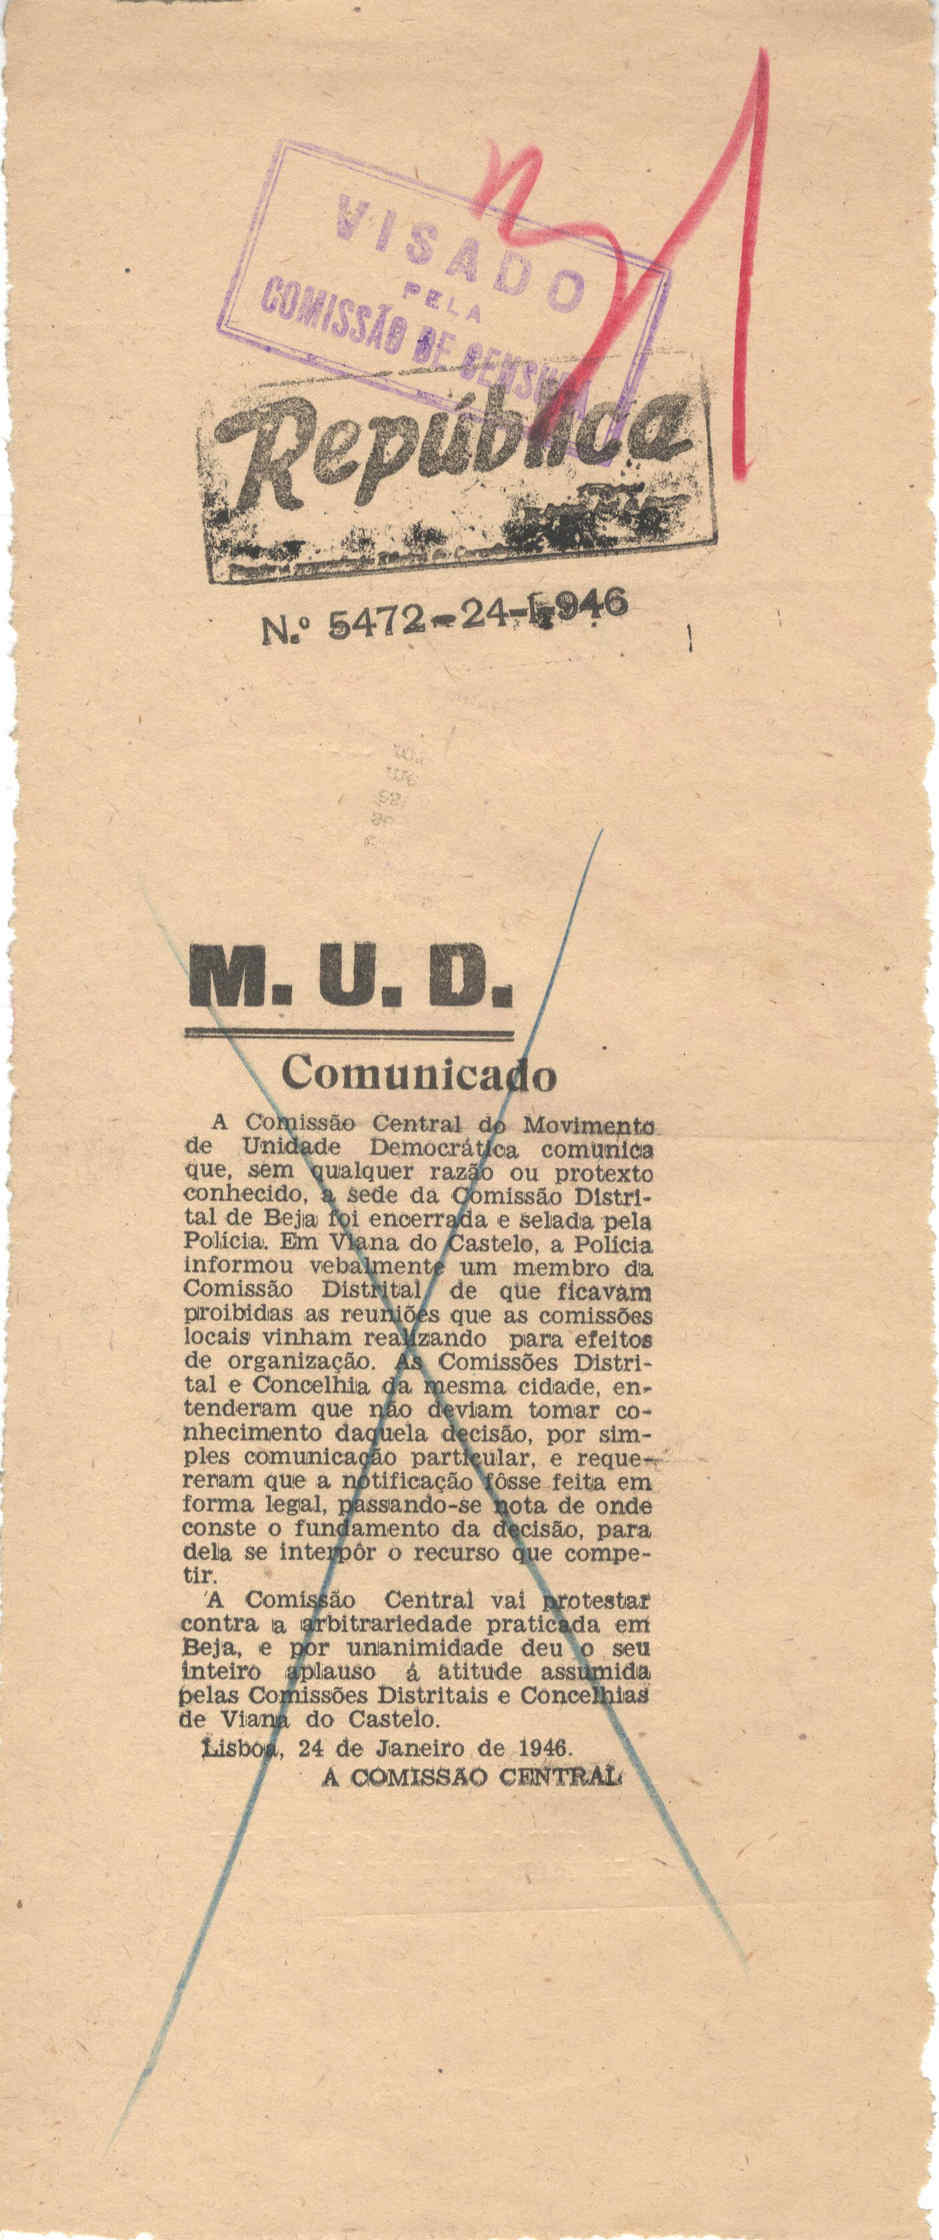 VISADO
PELA
COMISSÃO DE CENSURA
República
N.º 5472-24-I-946
M. U. D.
Comunicado
A Comissão Central do Movimento
de Unidade Democrática comunica
que, sem qualquer razão ou protexto
conhecido, a sede da Comissão Distri-
tal de Beja foi encerrada e selada pela
Polícia. Em Viana do Castelo, a Polícia
informou vebalmente um membro da
Comissão Distrital de que ficavam
proibidas as reuniões que as comissões
locais vinham realizando para efeitos
de organização. As Comissões Distri-
tal e Concelhia da mesma cidade, en-
tenderam que não deviam tomar co-
nhecimento daquela decisão, por sim-
ples comunicação particular, e reque-
reram que a notificação fôsse feita em
forma legal, passando-se nota de onde
conste o fundamento da decisão, para
dela se interpôr o recurso que compe-
tir.
A Comissão Central vai protestar
contra a arbitrariedade praticada em
Beja, e por unanimidade deu o seu
inteiro aplauso á atitude assumida
pelas Comissões Distritais e Concelhias
de Viana do Castelo.
Lisboa, 24 de Janeiro de 1946.
A COMISSAO CENTRAL